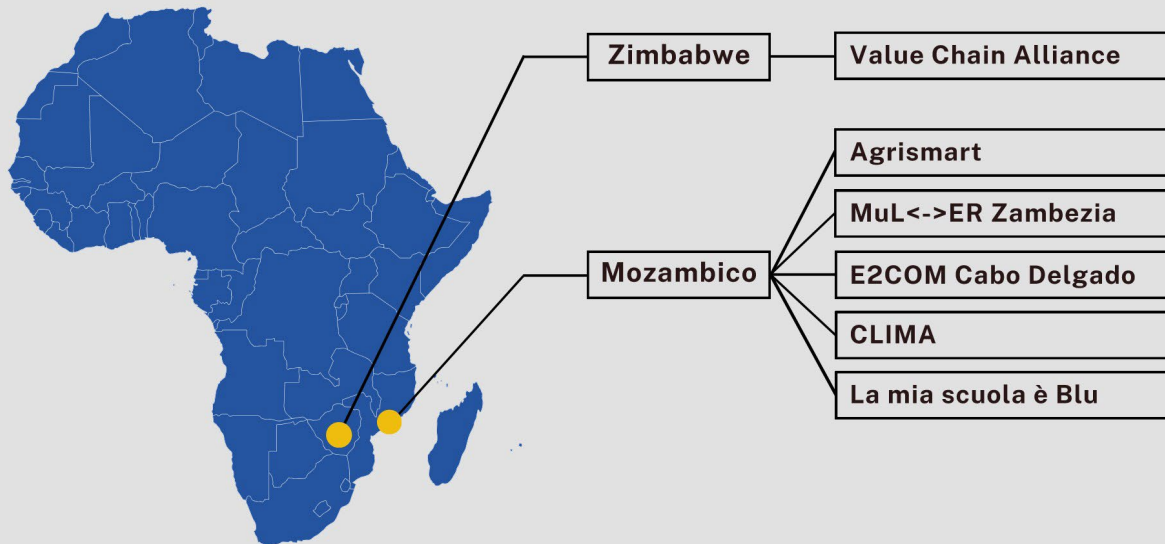 Zimbabwe
Value Chain Alliance
Mozambico
Agrismart
MuL<->ER Zambezia
E2COM Cabo Delgado
CLIMA
La mia scuola è Blu